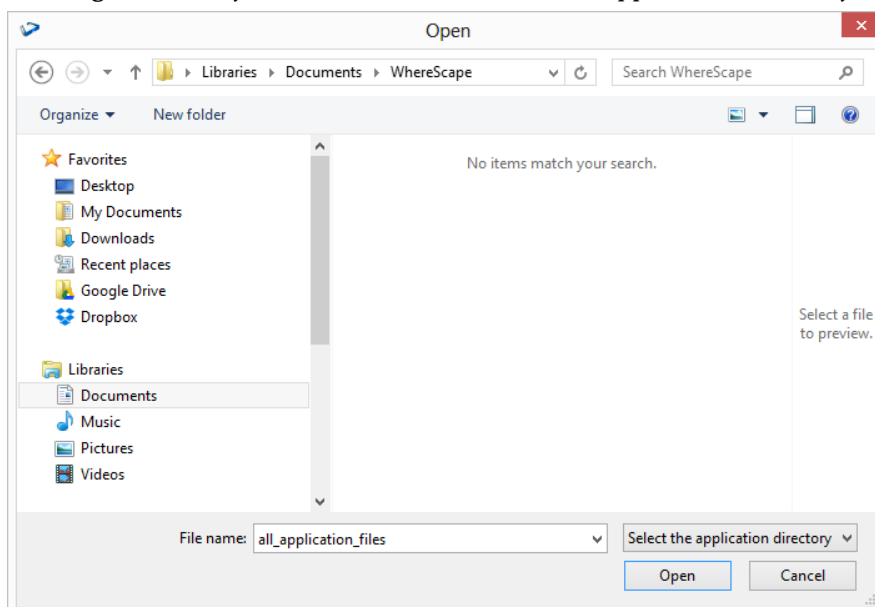 Open
Libraries Documents WhereScape
Search WhereScape
Organize
New folder
Favorites
Desktop
My Documents
Downloads
Recent places
Google Drive
Dropbox
Libraries
Documents
Music
Pictures
Videos
No items match your search.
Select a file
to preview.
File name: all_application_files
Select the application directory
Open Cancel